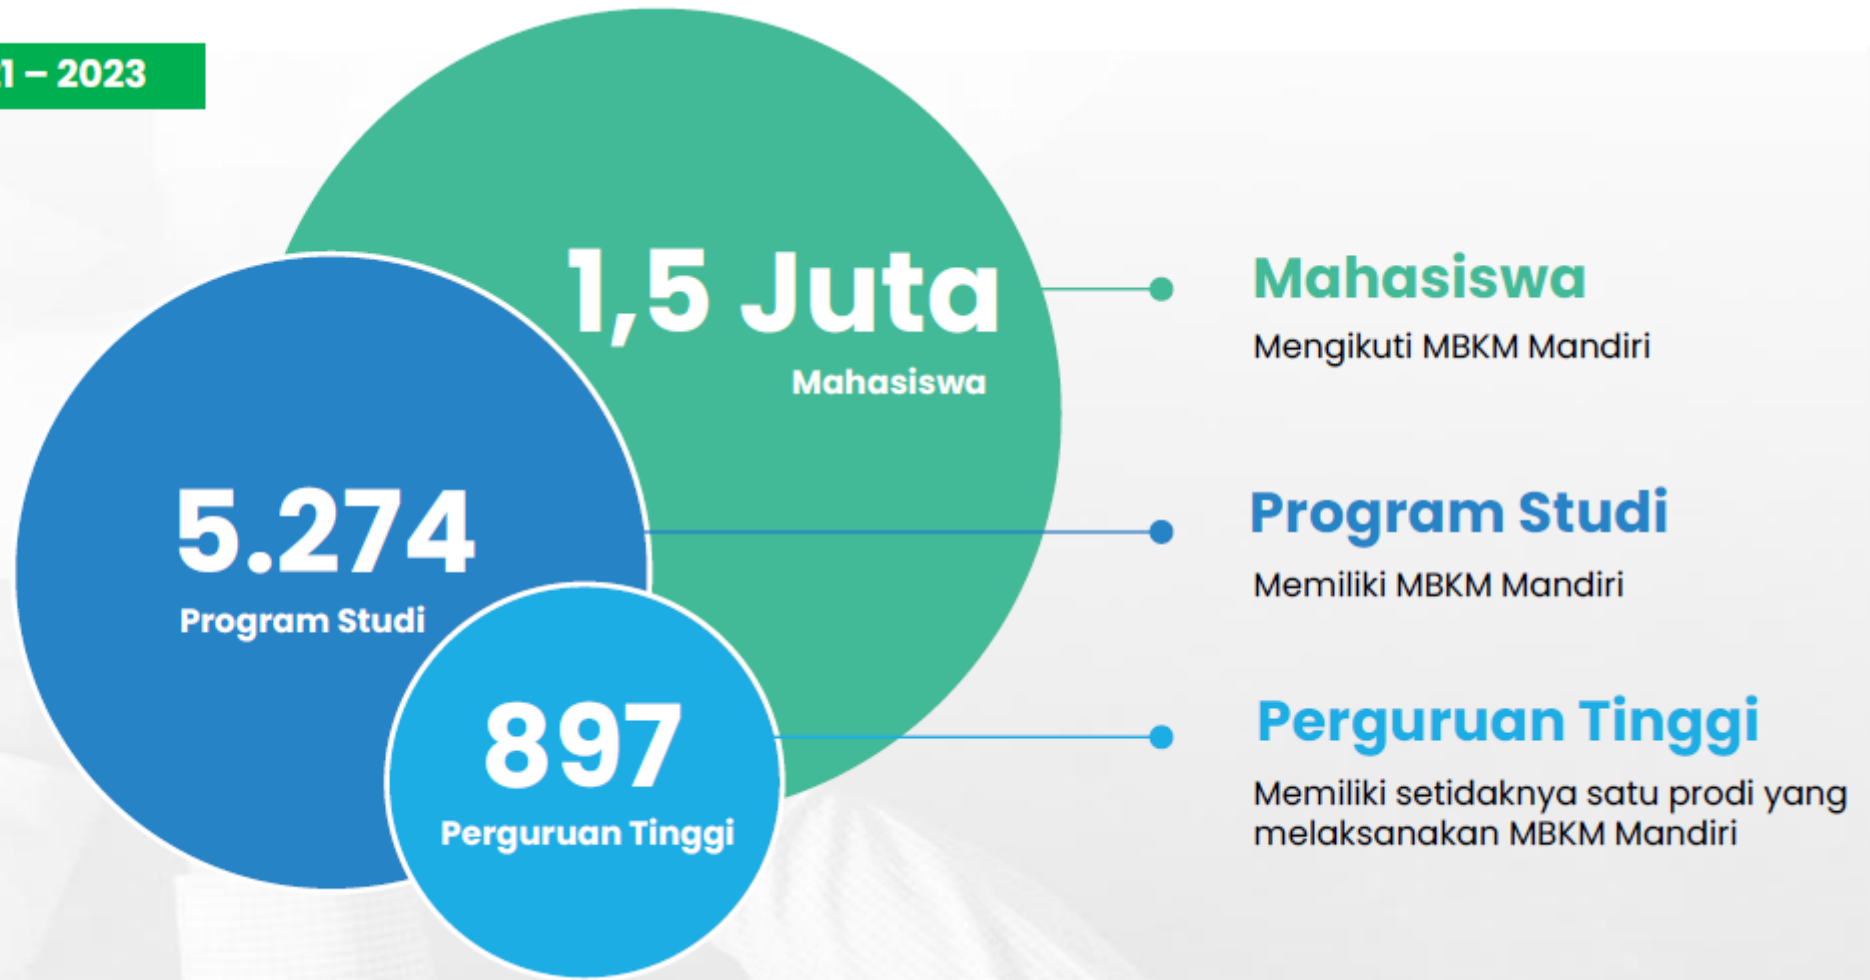 1 – 2023
1,5 Juta
Mahasiswa
5.274
Program Studi
897
Perguruan Tinggi
Mahasiswa
Mengikuti MBKM Mandiri
Program Studi
Memiliki MBKM Mandiri
Perguruan Tinggi
Memiliki setidaknya satu prodi yang
melaksanakan MBKM Mandiri